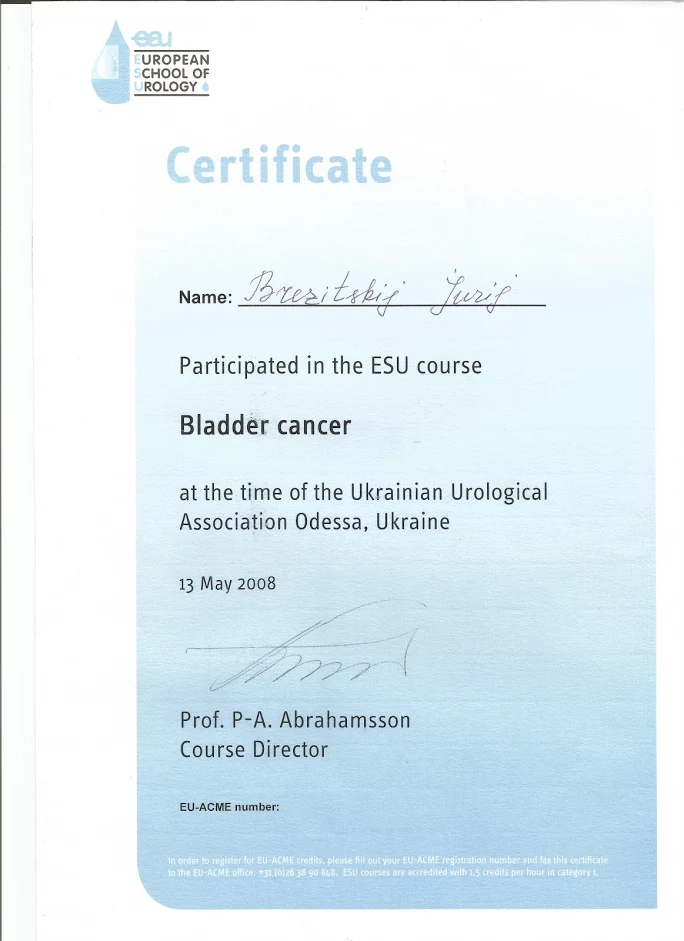 eau
EUROPEAN
SCHOOL OF
UROLOGY
Certificate
Name: Brezitskij Jurij
Participated in the ESU course
Bladder cancer
at the time of the Ukrainian Urological
Association Odessa, Ukraine
13 May 2008
Prof. P-A. Abrahamsson
Course Director
EU-ACME number:
In order to register for EU-ACME credits, please fill out your EU-ACME registration number and fax this certificate
to the EU-ACME office: +31 (0)26 38 90 848. ESU courses are accredited with 1,5 credits per hour in category 1.